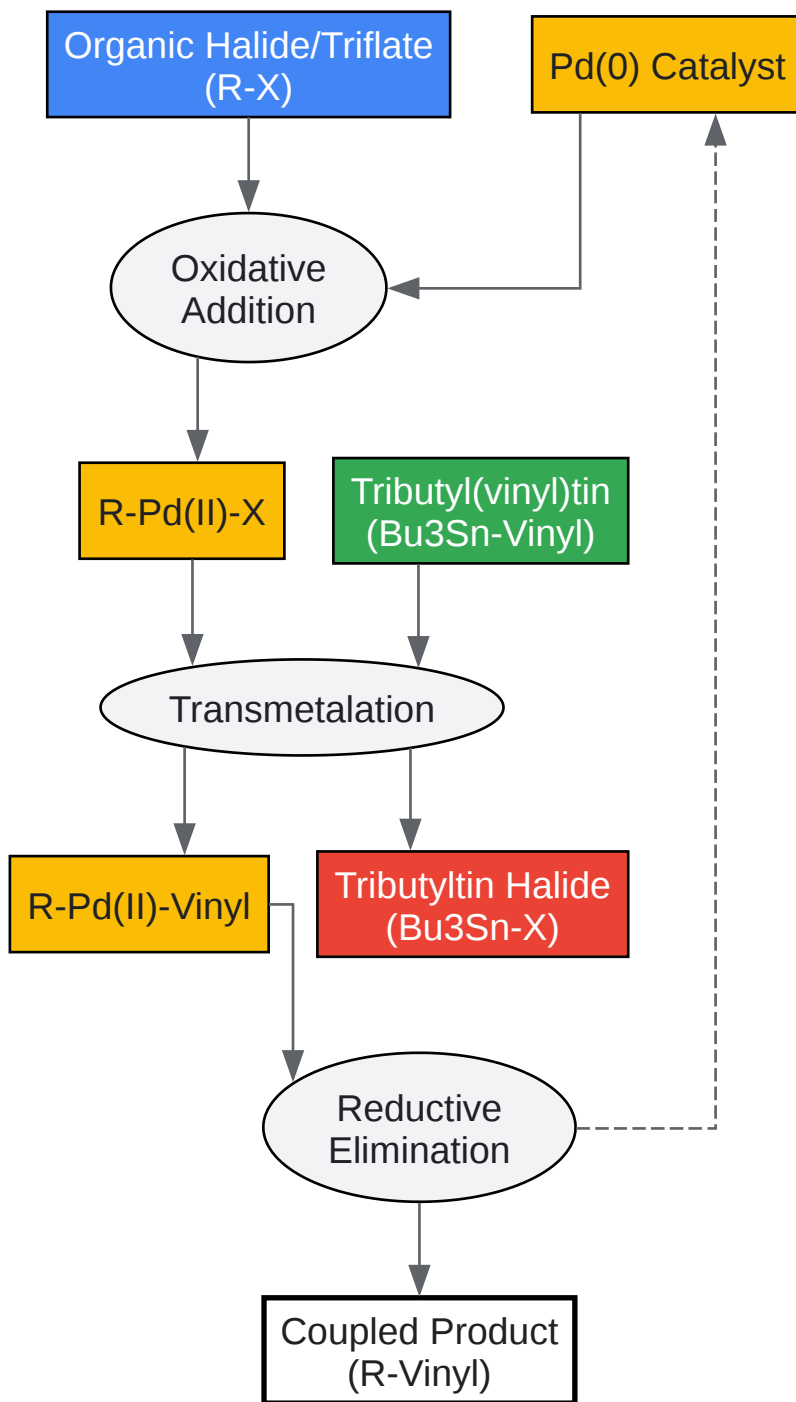 Organic Halide/Triflate
(R-X)
Pd(0) Catalyst
Oxidative
Addition
R-Pd(II)-X
Tributyl(vinyl)tin
(Bu3Sn-Vinyl)
Transmetalation
R-Pd(II)-Vinyl
Tributyltin Halide
(Bu3Sn-X)
Reductive
Elimination
Coupled Product
(R-Vinyl)